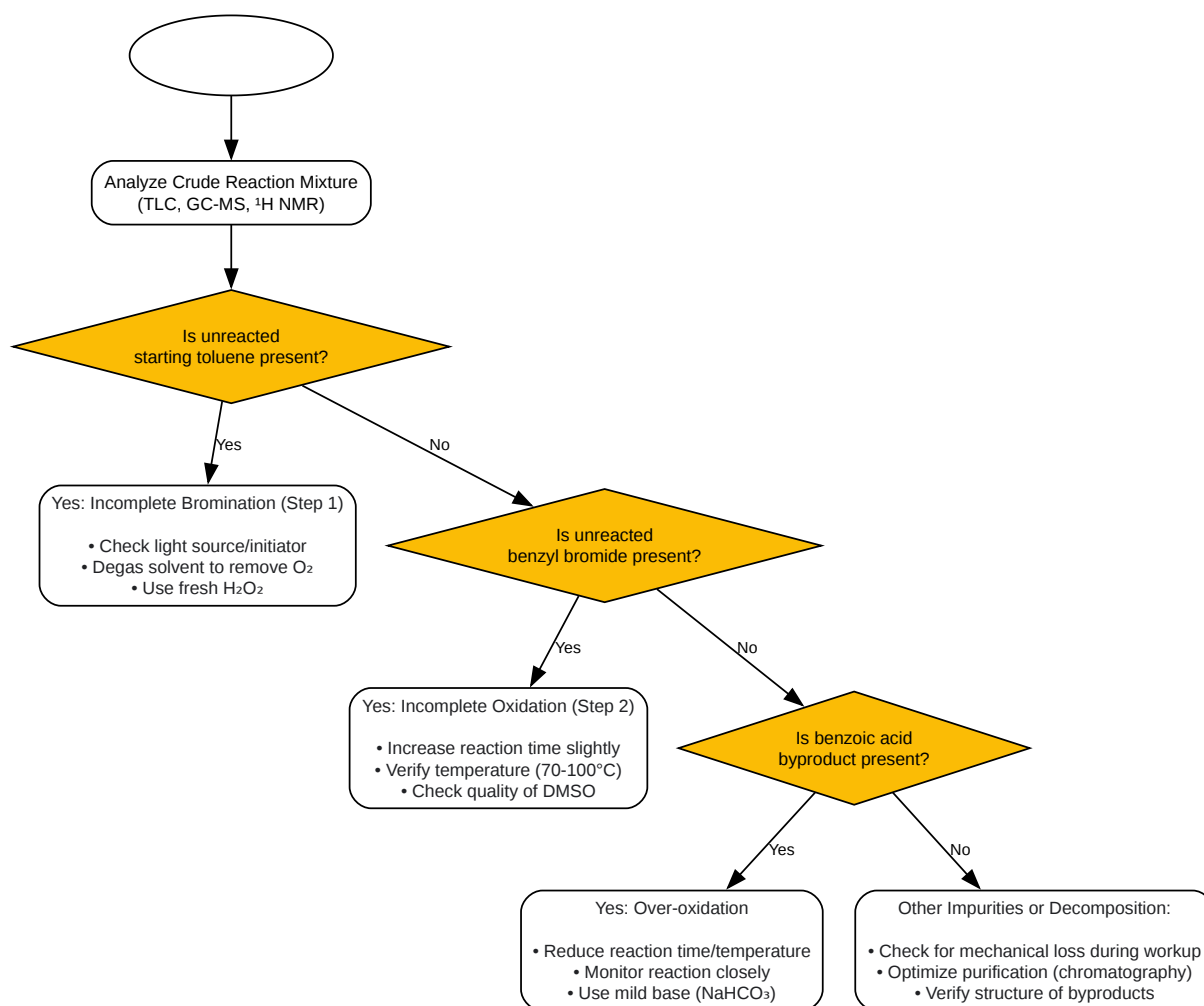 Analyze Crude Reaction Mixture
(TLC, GC-MS, ¹H NMR)
Is unreacted
starting toluene present?
Yes
No
Yes: Incomplete Bromination (Step 1)
• Check light source/initiator
• Degas solvent to remove O₂
• Use fresh H₂O₂
Is unreacted
benzyl bromide present?
Yes
No
Yes: Incomplete Oxidation (Step 2)
• Increase reaction time slightly
• Verify temperature (70-100°C)
• Check quality of DMSO
Is benzoic acid
byproduct present?
Yes
No
Yes: Over-oxidation
• Reduce reaction time/temperature
• Monitor reaction closely
• Use mild base (NaHCO₃)
Other Impurities or Decomposition:
• Check for mechanical loss during workup
• Optimize purification (chromatography)
• Verify structure of byproducts